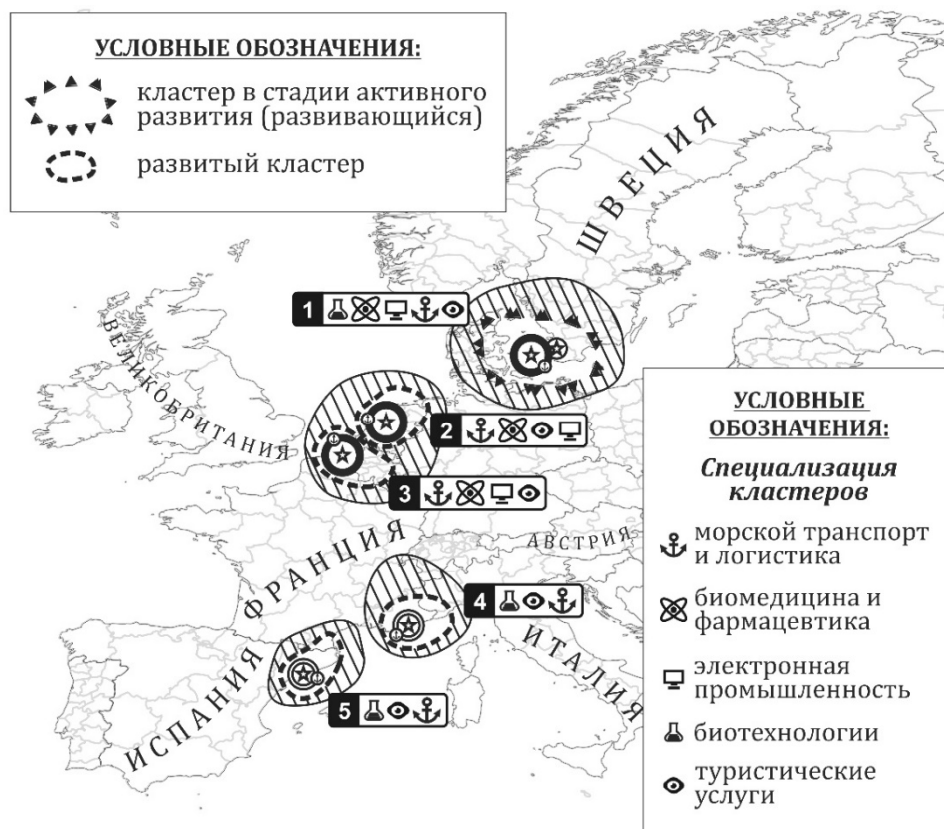 УСЛОВНЫЕ ОБОЗНАЧЕНИЯ:
кластер в стадии активного
развития (развивающийся)
развитый кластер
ШВЕЦИЯ
1
ВЕЛИКОБРИТАНИЯ
2
3
ФРАНЦИЯ
АВСТРИЯ
4
ИТАЛИЯ
ИСПАНИЯ
5
УСЛОВНЫЕ
ОБОЗНАЧЕНИЯ:
Специализация
кластеров
морской транспорт
и логистика
биомедицина и
фармацевтика
электронная
промышленность
биотехнологии
туристические
услуги